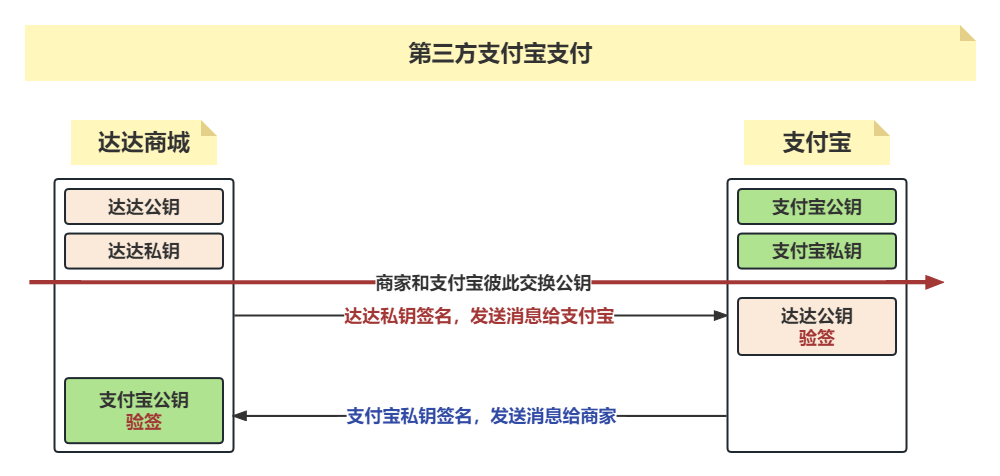 第三方支付宝支付
达达商城
支付宝
达达公钥
支付宝公钥
达达私钥
支付宝私钥
商家和支付宝彼此交换公钥
达达私钥签名，发送消息给支付宝
达达公钥
验签
支付宝公钥
验签
支付宝私钥签名，发送消息给商家